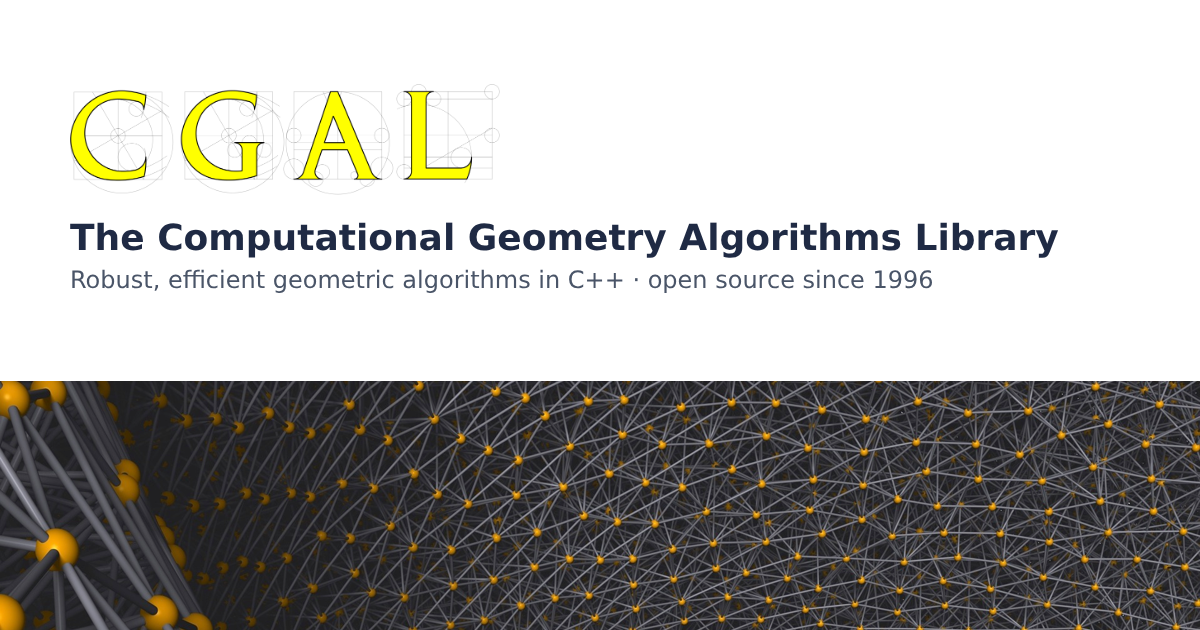 CGAL
The Computational Geometry Algorithms Library
Robust, efficient geometric algorithms in C++ · open source since 1996